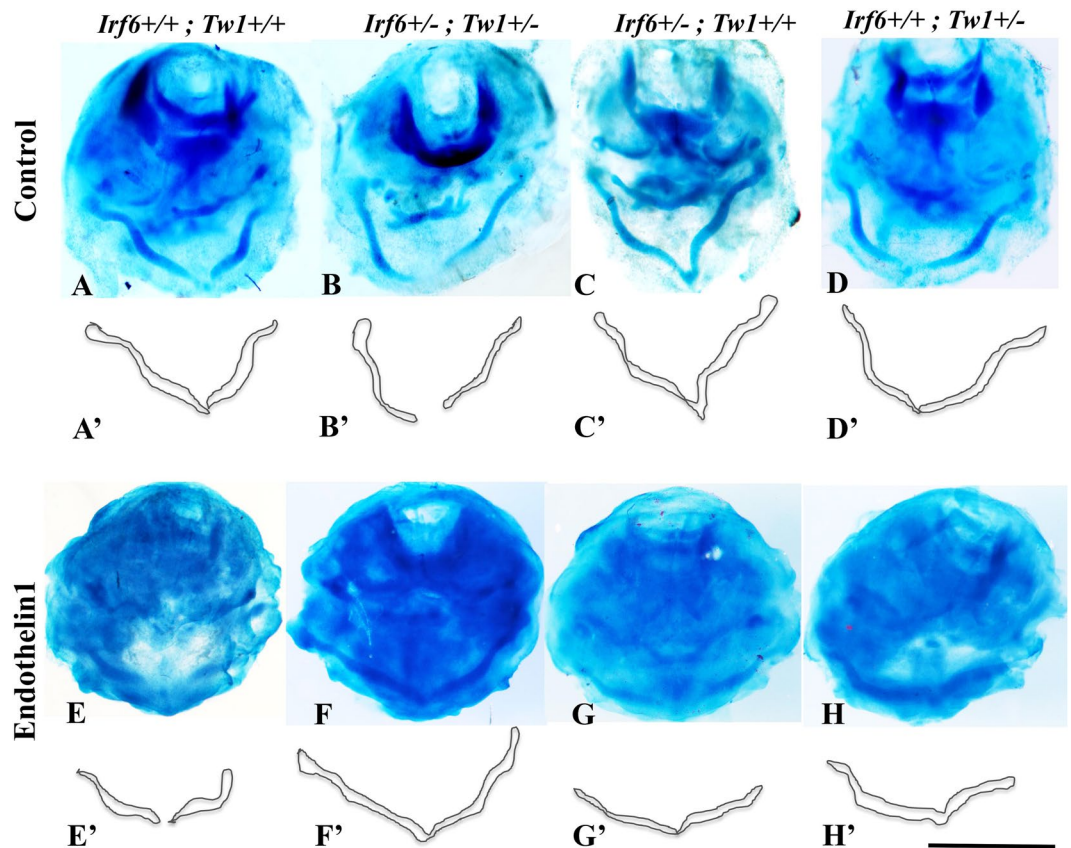 Irf6+/+ ; Tw1+/+ Irf6+/- ; Tw1+/- Irf6+/- ; Tw1+/+ Irf6+/+ ; Tw1+/-
Control
A B C D
A’ B’ C’ D’
Endothelin1
E F G H
E’ F’ G’ H’